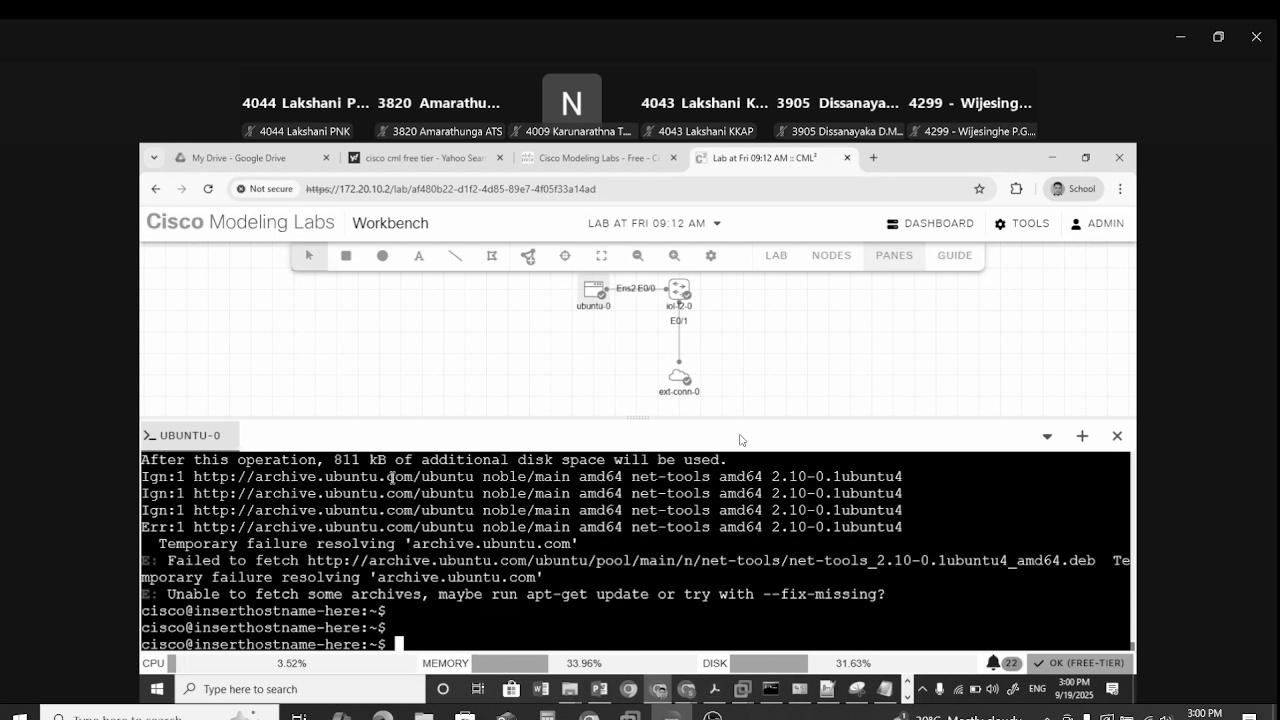 4044 Lakshani P... 3820 Amarathu... N 4043 Lakshani K... 3905 Dissanaya... 4299 - Wijesing...
4044 Lakshani PNK 3820 Amarathunga ATS 4009 Karunarathna T... 4043 Lakshani KKAP 3905 Dissanayaka D.M... 4299 - Wijesinghe P.G....
My Drive - Google Drive cisco cml free tier - Yahoo Sear Cisco Modeling Labs - Free - Ci Lab at Fri 09:12 AM :: CML²
Not secure https://172.20.10.2/lab/af480b22-d1f2-4d85-89e7-4f05f33a14ad School
Cisco Modeling Labs Workbench LAB AT FRI 09:12 AM DASHBOARD TOOLS ADMIN
A LAB NODES PANES GUIDE
Ens2 E0/0
ubuntu-0 iol-l2-0
E0/1
ext-conn-0
UBUNTU-0
After this operation, 811 kB of additional disk space will be used.
Ign:1 http://archive.ubuntu.com/ubuntu noble/main amd64 net-tools amd64 2.10-0.1ubuntu4
Ign:1 http://archive.ubuntu.com/ubuntu noble/main amd64 net-tools amd64 2.10-0.1ubuntu4
Ign:1 http://archive.ubuntu.com/ubuntu noble/main amd64 net-tools amd64 2.10-0.1ubuntu4
Err:1 http://archive.ubuntu.com/ubuntu noble/main amd64 net-tools amd64 2.10-0.1ubuntu4
Temporary failure resolving 'archive.ubuntu.com'
E: Failed to fetch http://archive.ubuntu.com/ubuntu/pool/main/n/net-tools/net-tools_2.10-0.1ubuntu4_amd64.deb Te
mporary failure resolving 'archive.ubuntu.com'
E: Unable to fetch some archives, maybe run apt-get update or try with --fix-missing?
cisco@inserthostname-here:~$
cisco@inserthostname-here:~$
cisco@inserthostname-here:~$
CPU 3.52% MEMORY 33.96% DISK 31.63% 22 OK (FREE-TIER)
Type here to search ENG 3:00 PM
9/19/2025
Type here to search Mostly cloudy 3:00 PM